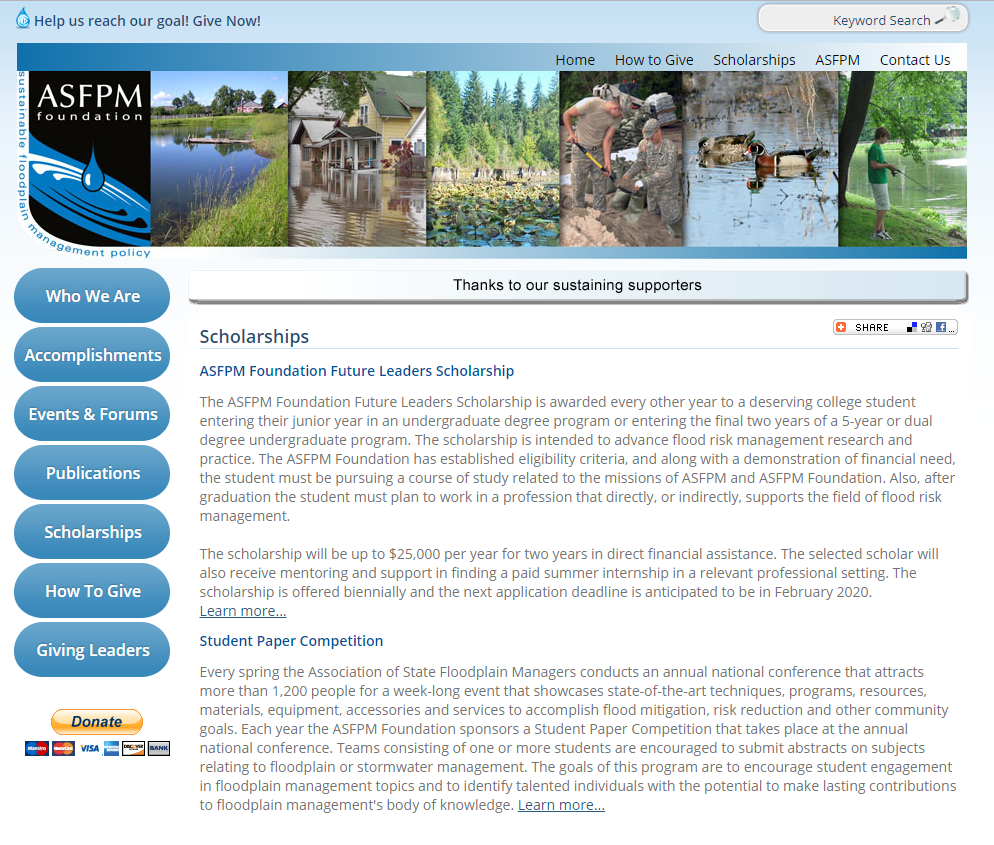 Help us reach our goal! Give Now!
Keyword Search
Home How to Give Scholarships ASFPM Contact Us
ASFPM
foundation
sustainable floodplain management policy
Who We Are
Accomplishments
Events & Forums
Publications
Scholarships
How To Give
Giving Leaders
Donate
Maestro MasterCard VISA DISCOVER BANK
Thanks to our sustaining supporters
SHARE ...
Scholarships
ASFPM Foundation Future Leaders Scholarship
The ASFPM Foundation Future Leaders Scholarship is awarded every other year to a deserving college student
entering their junior year in an undergraduate degree program or entering the final two years of a 5-year or dual
degree undergraduate program. The scholarship is intended to advance flood risk management research and
practice. The ASFPM Foundation has established eligibility criteria, and along with a demonstration of financial need,
the student must be pursuing a course of study related to the missions of ASFPM and ASFPM Foundation. Also, after
graduation the student must plan to work in a profession that directly, or indirectly, supports the field of flood risk
management.
The scholarship will be up to $25,000 per year for two years in direct financial assistance. The selected scholar will
also receive mentoring and support in finding a paid summer internship in a relevant professional setting. The
scholarship is offered biennially and the next application deadline is anticipated to be in February 2020.
Learn more...
Student Paper Competition
Every spring the Association of State Floodplain Managers conducts an annual national conference that attracts
more than 1,200 people for a week-long event that showcases state-of-the-art techniques, programs, resources,
materials, equipment, accessories and services to accomplish flood mitigation, risk reduction and other community
goals. Each year the ASFPM Foundation sponsors a Student Paper Competition that takes place at the annual
national conference. Teams consisting of one or more students are encouraged to submit abstracts on subjects
relating to floodplain or stormwater management. The goals of this program are to encourage student engagement
in floodplain management topics and to identify talented individuals with the potential to make lasting contributions
to floodplain management's body of knowledge. Learn more...